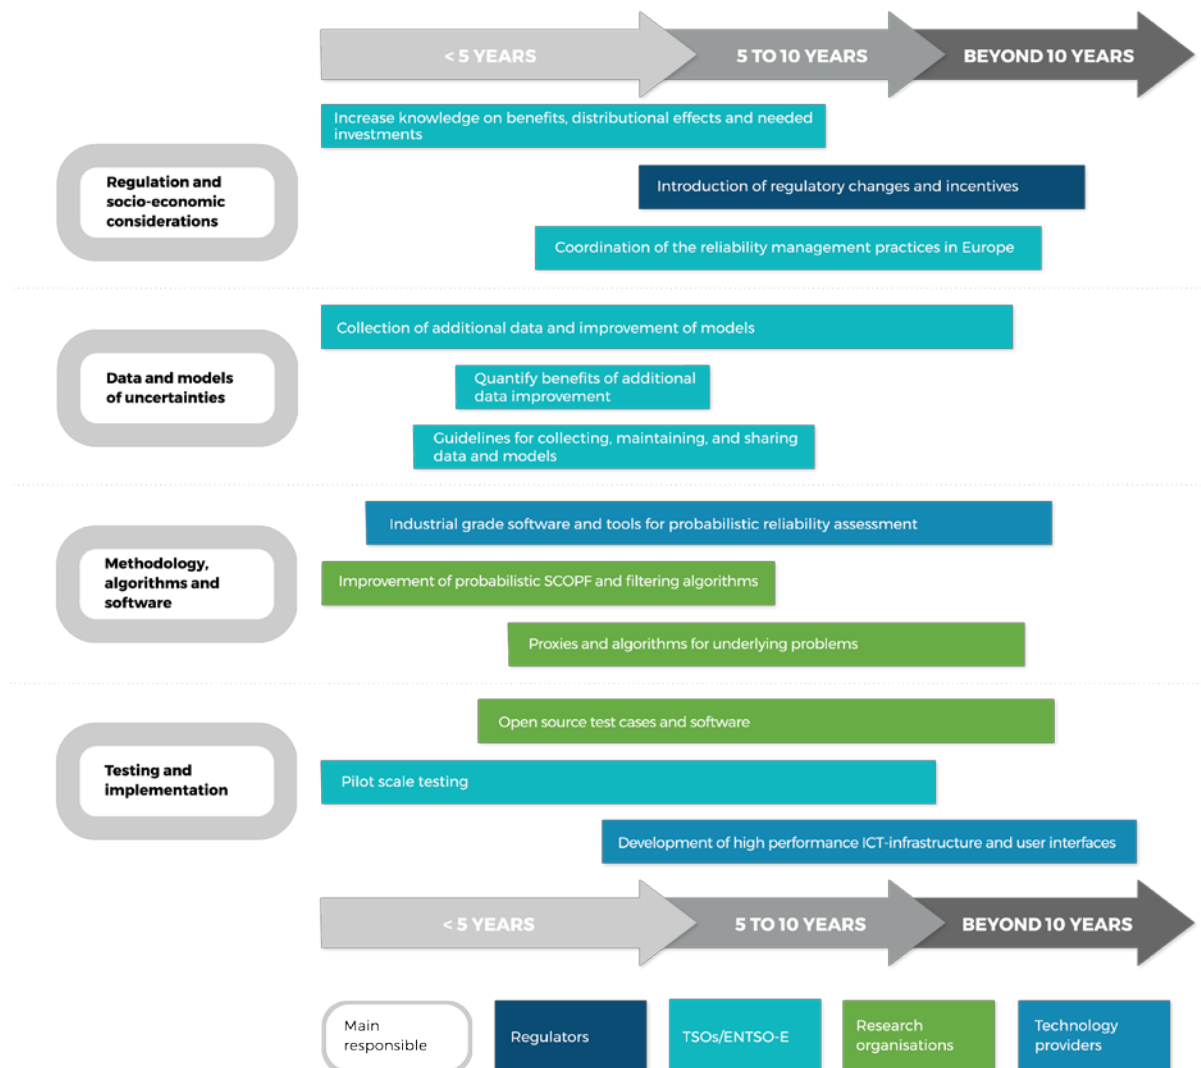 < 5 YEARS
5 TO 10 YEARS
BEYOND 10 YEARS
Regulation and
socio-economic
considerations
Increase knowledge on benefits, distributional effects and needed
investments
Introduction of regulatory changes and incentives
Coordination of the reliability management practices in Europe
Data and models
of uncertainties
Collection of additional data and improvement of models
Quantify benefits of additional
data improvement
Guidelines for collecting, maintaining, and sharing
data and models
Methodology,
algorithms and
software
Industrial grade software and tools for probabilistic reliability assessment
Improvement of probabilistic SCOPF and filtering algorithms
Proxies and algorithms for underlying problems
Testing and
implementation
Open source test cases and software
Pilot scale testing
Development of high performance ICT-infrastructure and user interfaces
< 5 YEARS
5 TO 10 YEARS
BEYOND 10 YEARS
Main
responsible
Regulators
TSOs/ENTSO-E
Research
organisations
Technology
providers